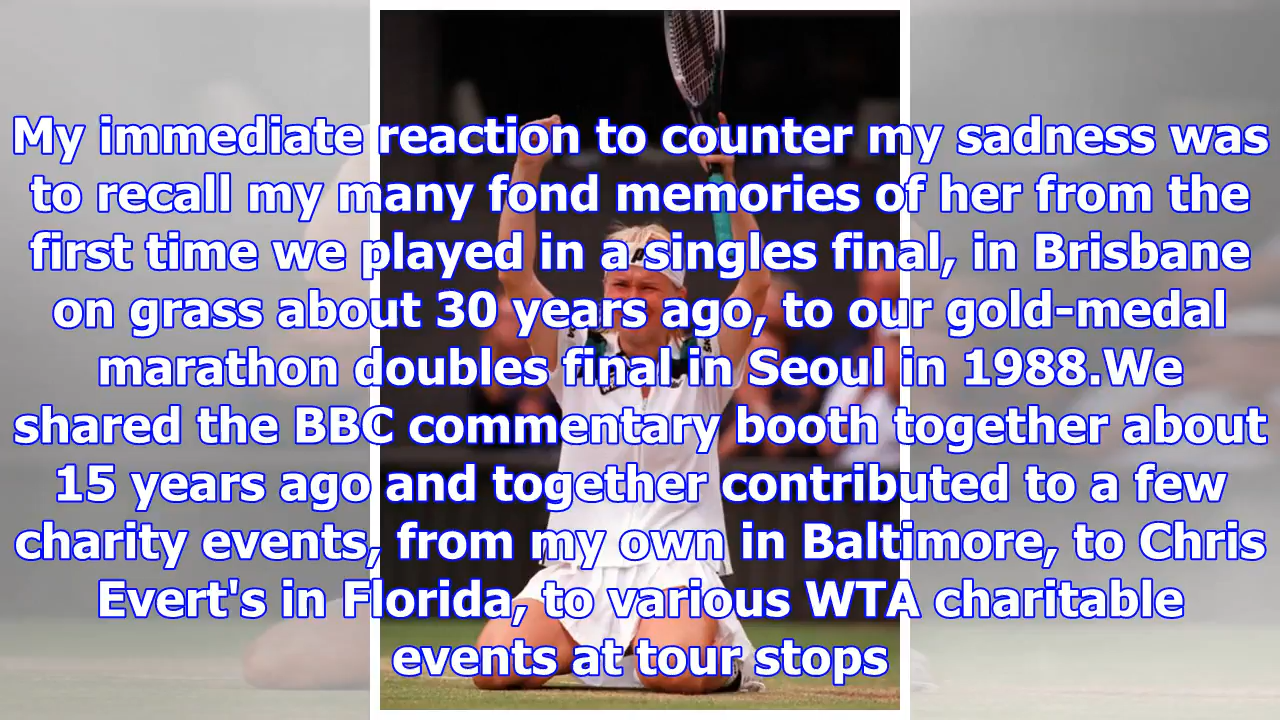 My immediate reaction to counter my sadness was
to recall my many fond memories of her from the
first time we played in a singles final, in Brisbane
on grass about 30 years ago, to our gold-medal
marathon doubles final in Seoul in 1988.We
shared the BBC commentary booth together about
15 years ago and together contributed to a few
charity events, from my own in Baltimore, to Chris
Evert's in Florida, to various WTA charitable
events at tour stops